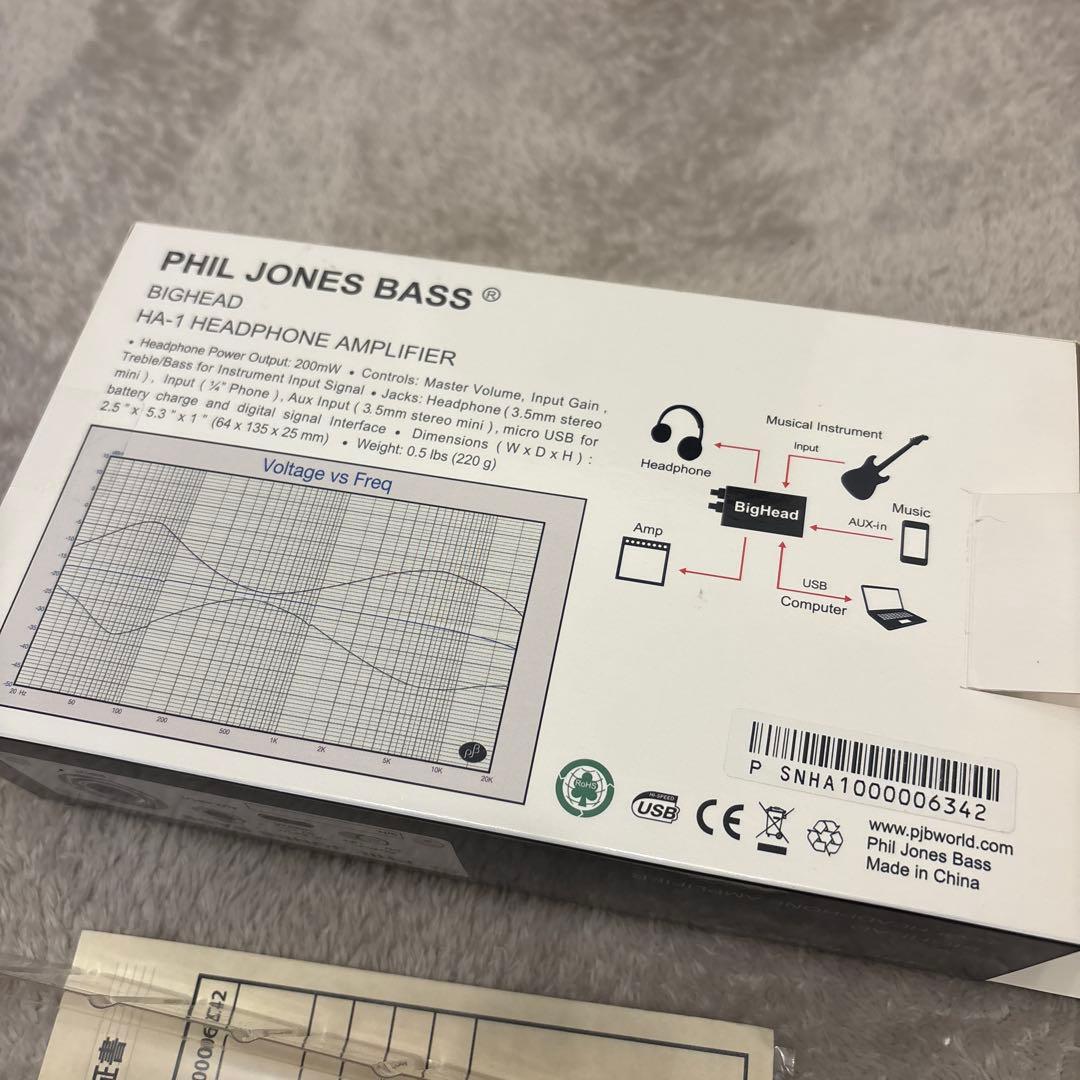 PHIL JONES BASS ®
BIGHEAD
HA-1 HEADPHONE AMPLIFIER
• Headphone Power Output: 200mW • Controls: Master Volume, Input Gain,
Treble/Bass for Instrument Input Signal • Jacks: Headphone ( 3.5mm stereo
mini ) , Input ( ¼" Phone ) , Aux Input ( 3.5mm stereo mini ) , micro USB for
battery charge and digital signal Interface • Dimensions ( W x D x H ) :
2.5 " x 5.3 " x 1 " (64 x 135 x 25 mm) • Weight: 0.5 lbs (220 g)
Voltage vs Freq
20 Hz
50
100
200
500
1K
2K
5K
10K
20K
Headphone
Musical Instrument
Input
BigHead
Music
AUX-in
Amp
USB
Computer
P SNHA1000006342
RoHS
HI-SPEED
USB
CE
www.pjbworld.com
Phil Jones Bass
Made in China
証書